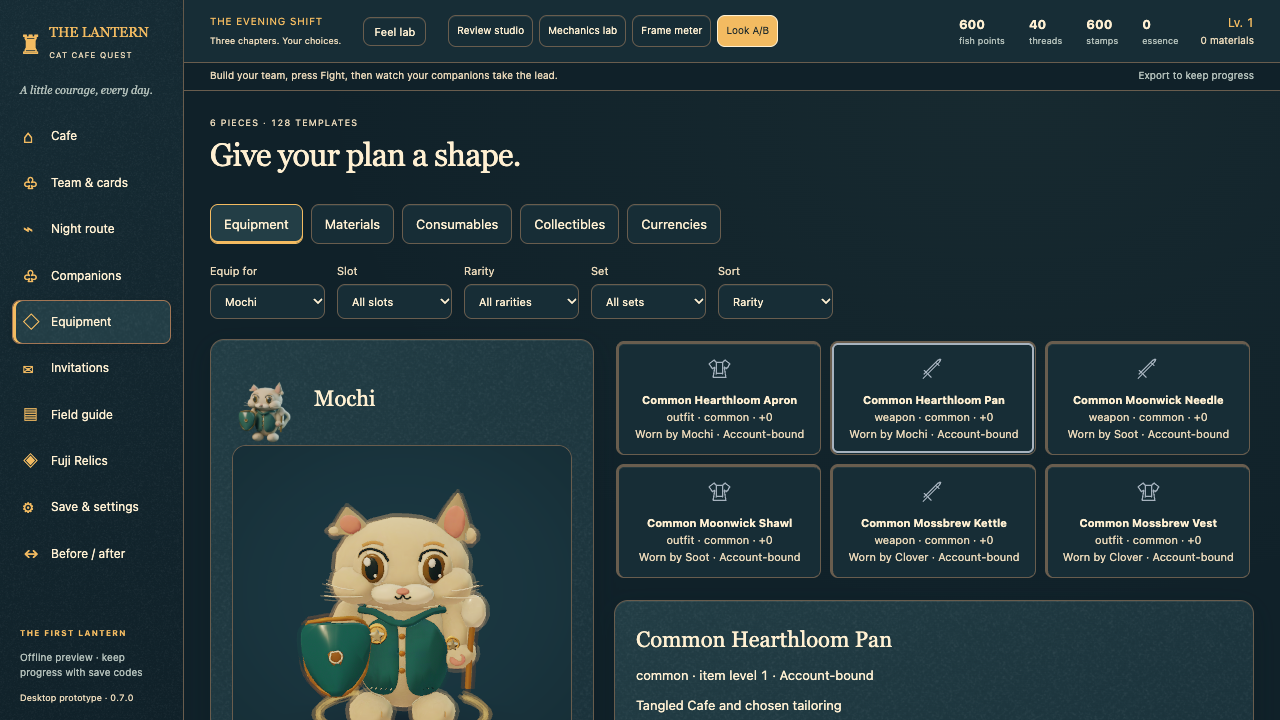 THE LANTERN
CAT CAFE QUEST
A little courage, every day.
Cafe
Team & cards
Night route
Companions
Equipment
Invitations
Field guide
Fuji Relics
Save & settings
Before / after
THE FIRST LANTERN
Offline preview · keep
progress with save codes
Desktop prototype · 0.7.0
THE EVENING SHIFT
Three chapters. Your choices.
Feel lab
Review studio
Mechanics lab
Frame meter
Look A/B
600
fish points
40
threads
600
stamps
0
essence
Lv. 1
0 materials
Build your team, press Fight, then watch your companions take the lead.
Export to keep progress
6 PIECES · 128 TEMPLATES
Give your plan a shape.
Equipment
Materials
Consumables
Collectibles
Currencies
Equip for
Slot
Rarity
Set
Sort
Mochi
All slots
All rarities
All sets
Rarity
Mochi
Common Hearthloom Apron
outfit · common · +0
Worn by Mochi · Account-bound
Common Hearthloom Pan
weapon · common · +0
Worn by Mochi · Account-bound
Common Moonwick Needle
weapon · common · +0
Worn by Soot · Account-bound
Common Moonwick Shawl
outfit · common · +0
Worn by Soot · Account-bound
Common Mossbrew Kettle
weapon · common · +0
Worn by Clover · Account-bound
Common Mossbrew Vest
outfit · common · +0
Worn by Clover · Account-bound
Common Hearthloom Pan
common · item level 1 · Account-bound
Tangled Cafe and chosen tailoring